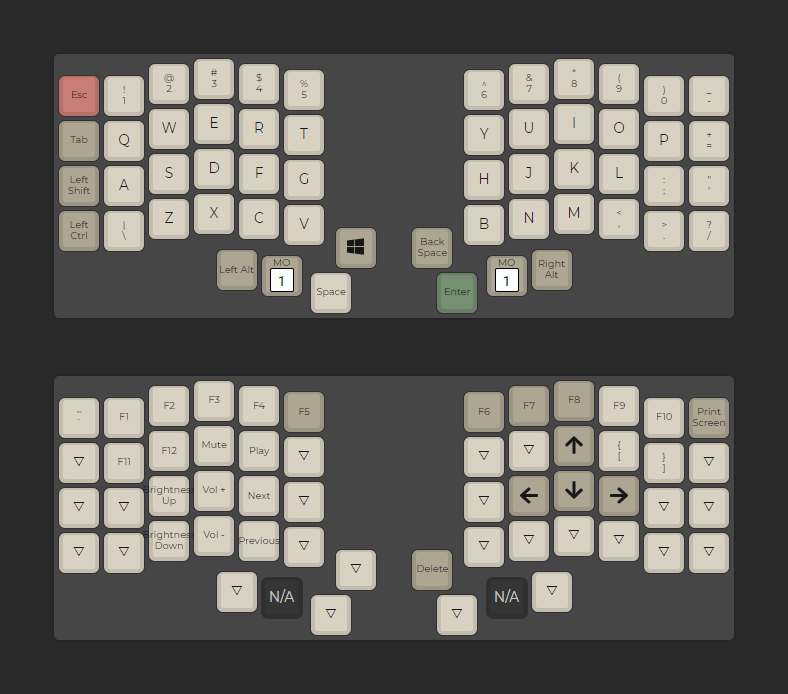 Esc ! 1 @ 2 # 3 $ 4 % 5 ^ 6 & 7 * 8 ( 9 ) 0 _ -
Tab Q W E R T Y U I O P + =
Left Shift A S D F G H J K L : ; " '
Left Ctrl | \ Z X C V B N M < , > . ? /
Left Alt MO 1 Space Back Space Enter MO 1 Right Alt
~ ` F1 F2 F3 F4 F5 F6 F7 F8 F9 F10 Print Screen
▽ F11 F12 Mute Play ▽ ▽ ▽ ↑ { [ } ] ▽
▽ ▽ Brightness Up Vol + Next ▽ ▽ ← ↓ → ▽ ▽
▽ ▽ Brightness Down Vol - Previous ▽ ▽ ▽ ▽ ▽ ▽ ▽
▽ N/A ▽ ▽ Delete ▽ N/A ▽